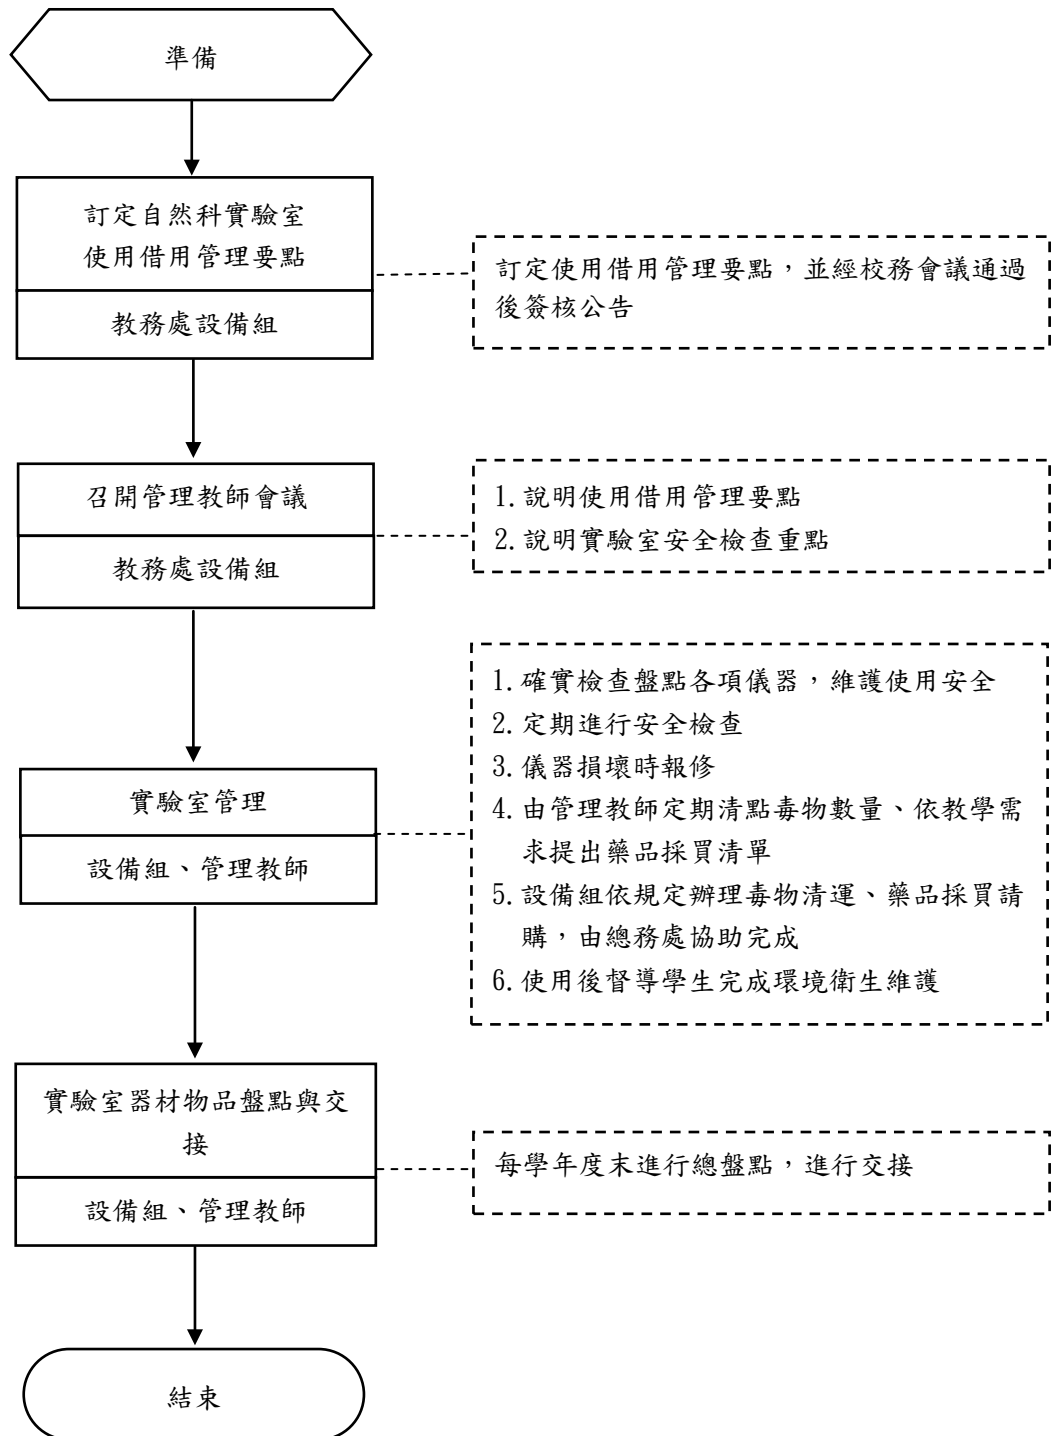 準備
訂定自然科實驗室
使用借用管理要點
教務處設備組
訂定使用借用管理要點，並經校務會議通過
後簽核公告
召開管理教師會議
教務處設備組
1.說明使用借用管理要點
2.說明實驗室安全檢查重點
實驗室管理
設備組、管理教師
1.確實檢查盤點各項儀器，維護使用安全
2.定期進行安全檢查
3.儀器損壞時報修
4.由管理教師定期清點毒物數量、依教學需
求提出藥品採買清單
5.設備組依規定辦理毒物清運、藥品採買請
購，由總務處協助完成
6.使用後督導學生完成環境衛生維護
實驗室器材物品盤點與交
接
設備組、管理教師
每學年度末進行總盤點，進行交接
結束